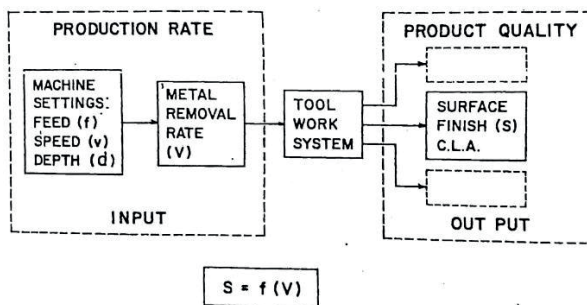 PRODUCTION RATE
MACHINE
SETTINGS:
FEED (f)
SPEED (v)
DEPTH (d)
METAL
REMOVAL
RATE
(V)
INPUT
TOOL
WORK
SYSTEM
PRODUCT QUALITY
SURFACE
FINISH (S)
C.L.A.
OUT PUT
S = f (V)